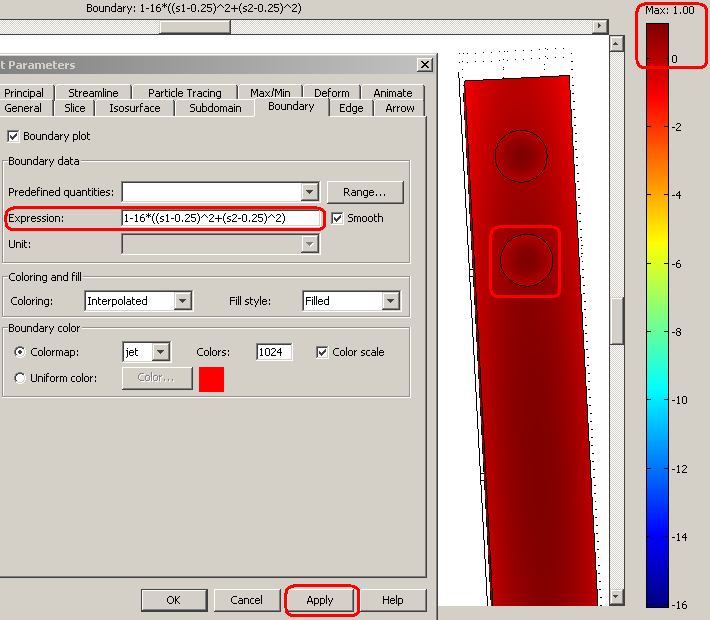 Boundary: 1-16*((s1-0.25)^2+(s2-0.25)^2)
Max: 1.00
t Parameters
Principal Streamline Particle Tracing Max/Min Deform Animate
General Slice Isosurface Subdomain Boundary Edge Arrow
Boundary plot
Boundary data
Predefined quantities: Range...
Expression: 1-16*((s1-0.25)^2+(s2-0.25)^2) Smooth
Unit:
Coloring and fill
Coloring: Interpolated Fill style: Filled
Boundary color
Colormap: jet Colors: 1024 Color scale
Uniform color: Color...
OK Cancel Apply Help
0
-2
-4
-6
-8
-10
-12
-14
-16